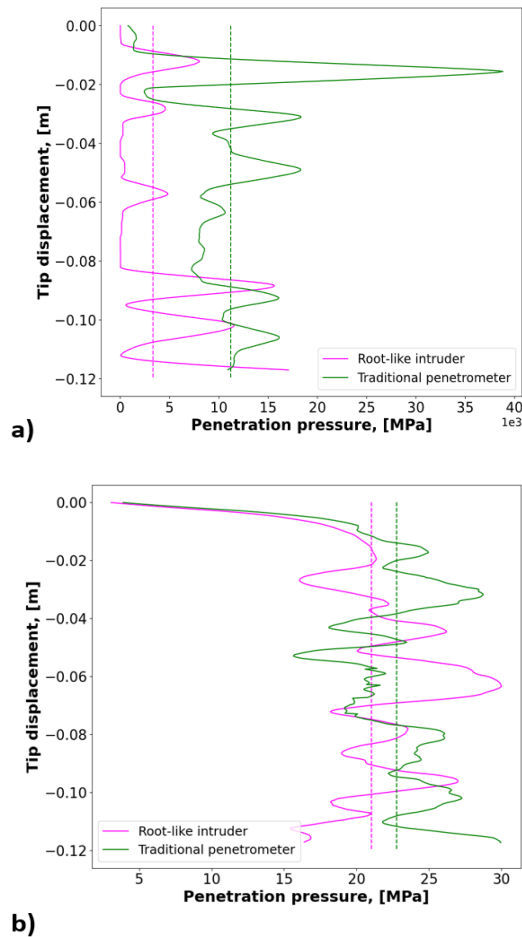 0.00
−0.02
−0.04
−0.06
−0.08
−0.10
−0.12
Tip displacement, [m]
Root-like intruder
Traditional penetrometer
0 5 10 15 20 25 30 35 40
1e3
Penetration pressure, [MPa]
a)
0.00
−0.02
−0.04
−0.06
−0.08
−0.10
−0.12
Tip displacement, [m]
Root-like intruder
Traditional penetrometer
5 10 15 20 25 30
Penetration pressure, [MPa]
b)